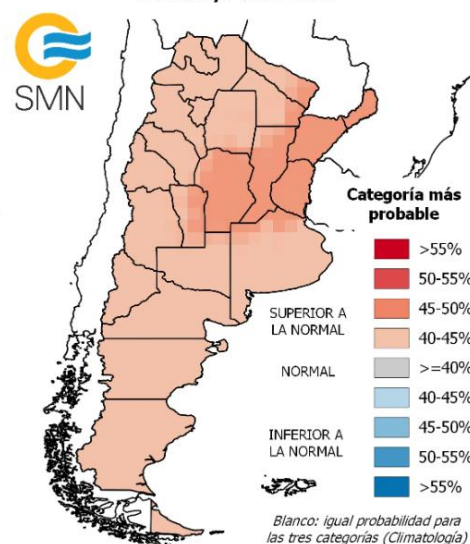 SMN
Categoría más
probable
>55%
50-55%
45-50%
40-45%
>=40%
40-45%
45-50%
50-55%
>55%
SUPERIOR A
LA NORMAL
NORMAL
INFERIOR A
LA NORMAL
Blanco: igual probabilidad para
las tres categorías (Climatología)